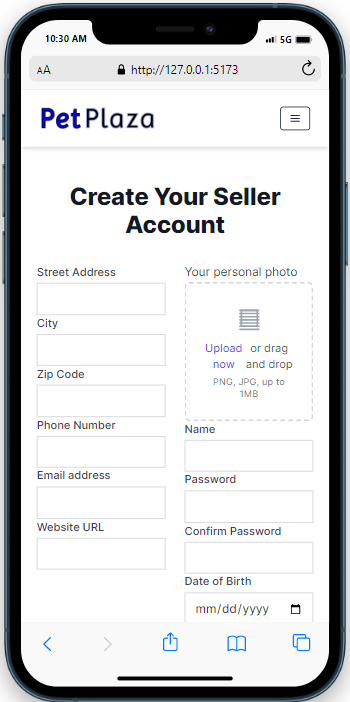 10:30 AM
5G
AA
http://127.0.0.1:5173
PetPlaza
Create Your Seller
Account
Street Address
City
Zip Code
Phone Number
Email address
Website URL
Your personal photo
Upload or drag
now and drop
PNG, JPG, up to
1MB
Name
Password
Confirm Password
Date of Birth
mm/dd/yyyy